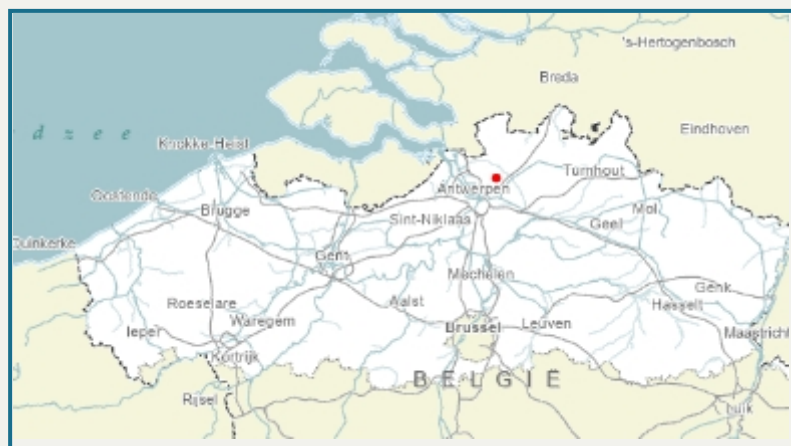 's-Hertogenbosch
Breda
Eindhoven
d z e e
Knokke-Heist
Turnhout
Antwerpen
Oostende
Mol
Brugge
Sint-Niklaas
Geel
Duinkerke
Gent
Mechelen
Genk
Roeselare
Aalst
Hasselt
Waregem
Brussel
Leuven
Ieper
Maastricht
Kortrijk
BELGIË
Rijsel
Luik